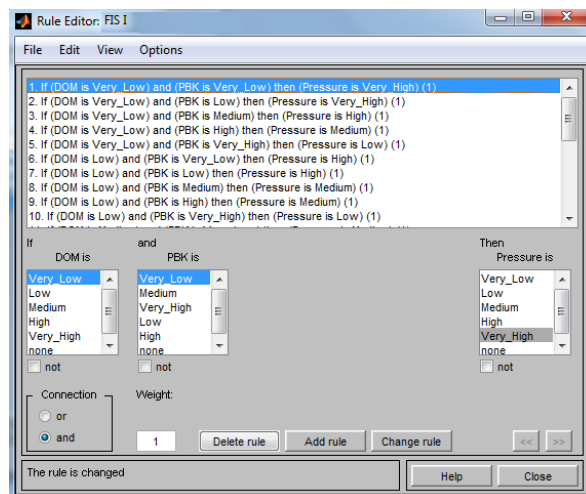 Rule Editor: FIS I
File Edit View Options
1. If (DOM is Very_Low) and (PBK is Very_Low) then (Pressure is Very_High) (1)
2. If (DOM is Very_Low) and (PBK is Low) then (Pressure is Very_High) (1)
3. If (DOM is Very_Low) and (PBK is Medium) then (Pressure is High) (1)
4. If (DOM is Very_Low) and (PBK is High) then (Pressure is Medium) (1)
5. If (DOM is Very_Low) and (PBK is Very_High) then (Pressure is Low) (1)
6. If (DOM is Low) and (PBK is Very_Low) then (Pressure is High) (1)
7. If (DOM is Low) and (PBK is Low) then (Pressure is High) (1)
8. If (DOM is Low) and (PBK is Medium) then (Pressure is Medium) (1)
9. If (DOM is Low) and (PBK is High) then (Pressure is Medium) (1)
10. If (DOM is Low) and (PBK is Very_High) then (Pressure is Low) (1)
If and Then
DOM is PBK is Pressure is
Very_Low Very_Low Very_Low
Low Medium Low
Medium Very_High Medium
High Low High
Very_High High Very_High
none none none
not not not
Connection Weight:
or
and 1 Delete rule Add rule Change rule << >>
The rule is changed Help Close